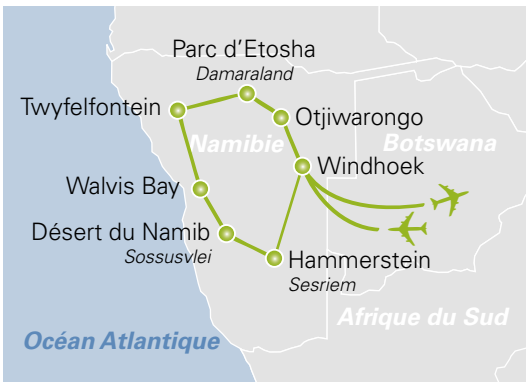 Parc d'Etosha
Damaraland
Twyfelfontein
Otjiwarongo
Namibie
Botswana
Windhoek
Walvis Bay
Désert du Namib
Sossusvlei
Hammerstein
Sesriem
Afrique du Sud
Océan Atlantique